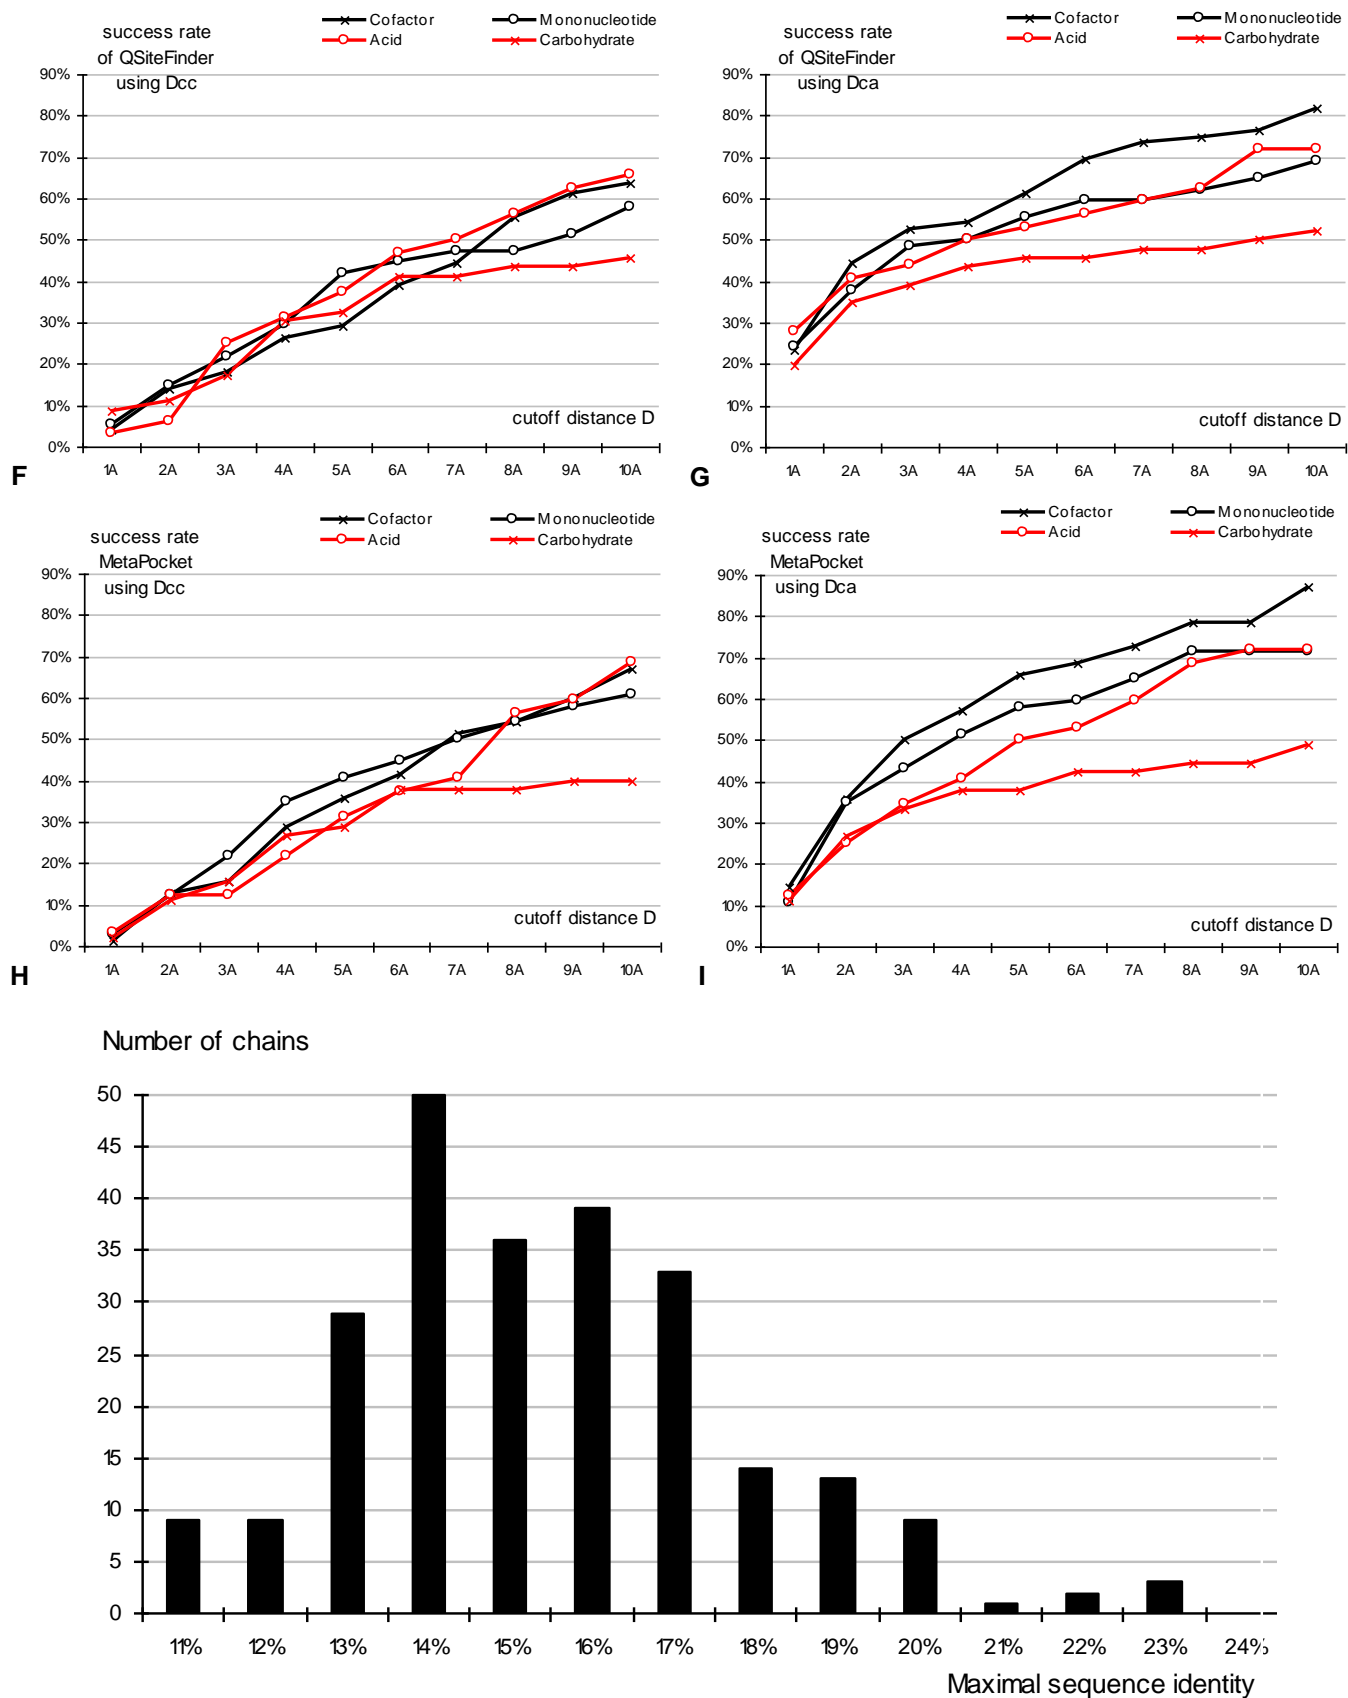 success rate
of QSiteFinder
using Dcc
Cofactor Mononucleotide
Acid Carbohydrate
90%
80%
70%
60%
50%
40%
30%
20%
10%
0%
cutoff distance D
1A 2A 3A 4A 5A 6A 7A 8A 9A 10A
F
success rate
of QSiteFinder
using Dca
Cofactor Mononucleotide
Acid Carbohydrate
90%
80%
70%
60%
50%
40%
30%
20%
10%
0%
cutoff distance D
1A 2A 3A 4A 5A 6A 7A 8A 9A 10A
G
success rate
MetaPocket
using Dcc
Cofactor Mononucleotide
Acid Carbohydrate
90%
80%
70%
60%
50%
40%
30%
20%
10%
0%
cutoff distance D
1A 2A 3A 4A 5A 6A 7A 8A 9A 10A
H
success rate
MetaPocket
using Dca
Cofactor Mononucleotide
Acid Carbohydrate
90%
80%
70%
60%
50%
40%
30%
20%
10%
0%
cutoff distance D
1A 2A 3A 4A 5A 6A 7A 8A 9A 10A
I
Number of chains
50
45
40
35
30
25
20
15
10
5
0
11% 12% 13% 14% 15% 16% 17% 18% 19% 20% 21% 22% 23% 24%
Maximal sequence identity